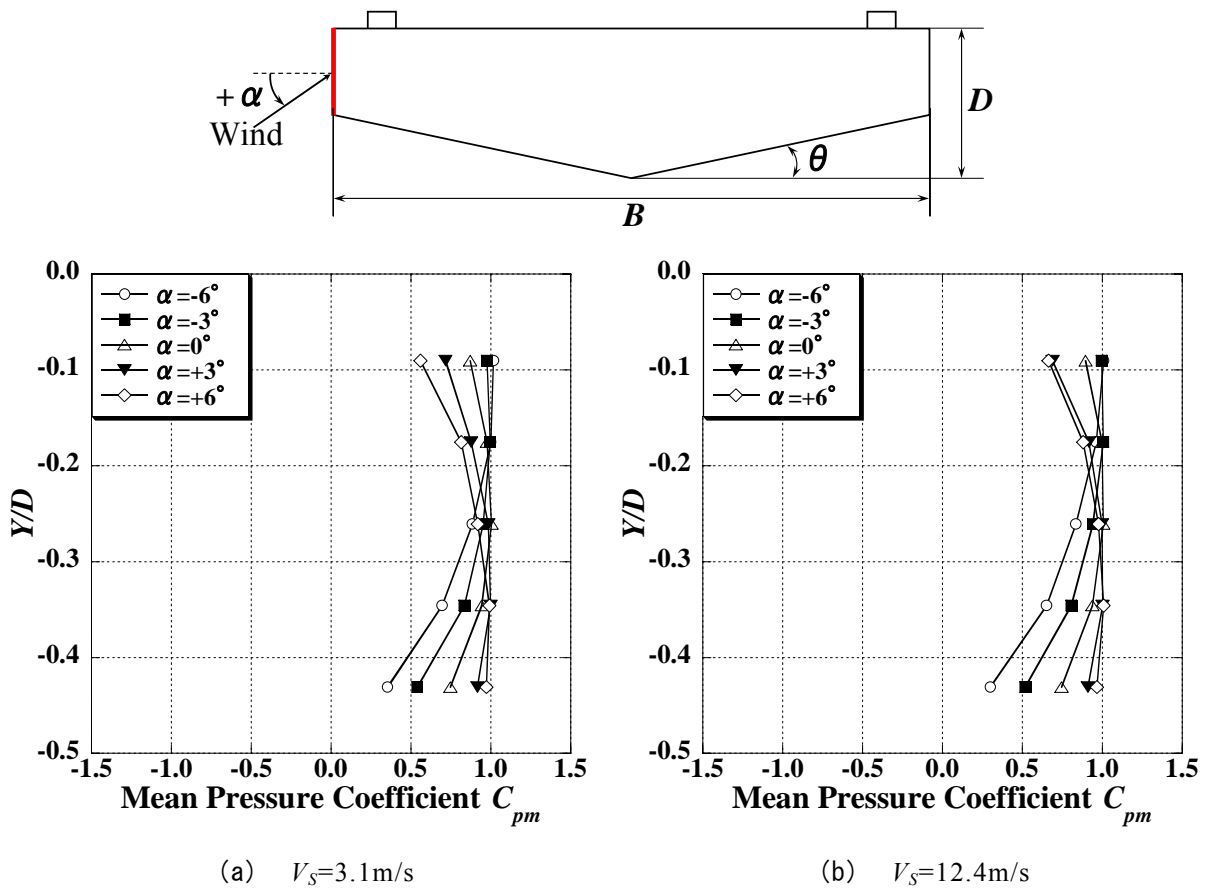 +α
Wind
D
θ
B
0.0
-0.1
-0.2
-0.3
-0.4
-0.5
Y/D
α=-6°
α=-3°
α=0°
α=+3°
α=+6°
-1.5 -1.0 -0.5 0.0 0.5 1.0 1.5
Mean Pressure Coefficient Cpm
(a) VS=3.1m/s
0.0
-0.1
-0.2
-0.3
-0.4
-0.5
Y/D
α=-6°
α=-3°
α=0°
α=+3°
α=+6°
-1.5 -1.0 -0.5 0.0 0.5 1.0 1.5
Mean Pressure Coefficient Cpm
(b) VS=12.4m/s